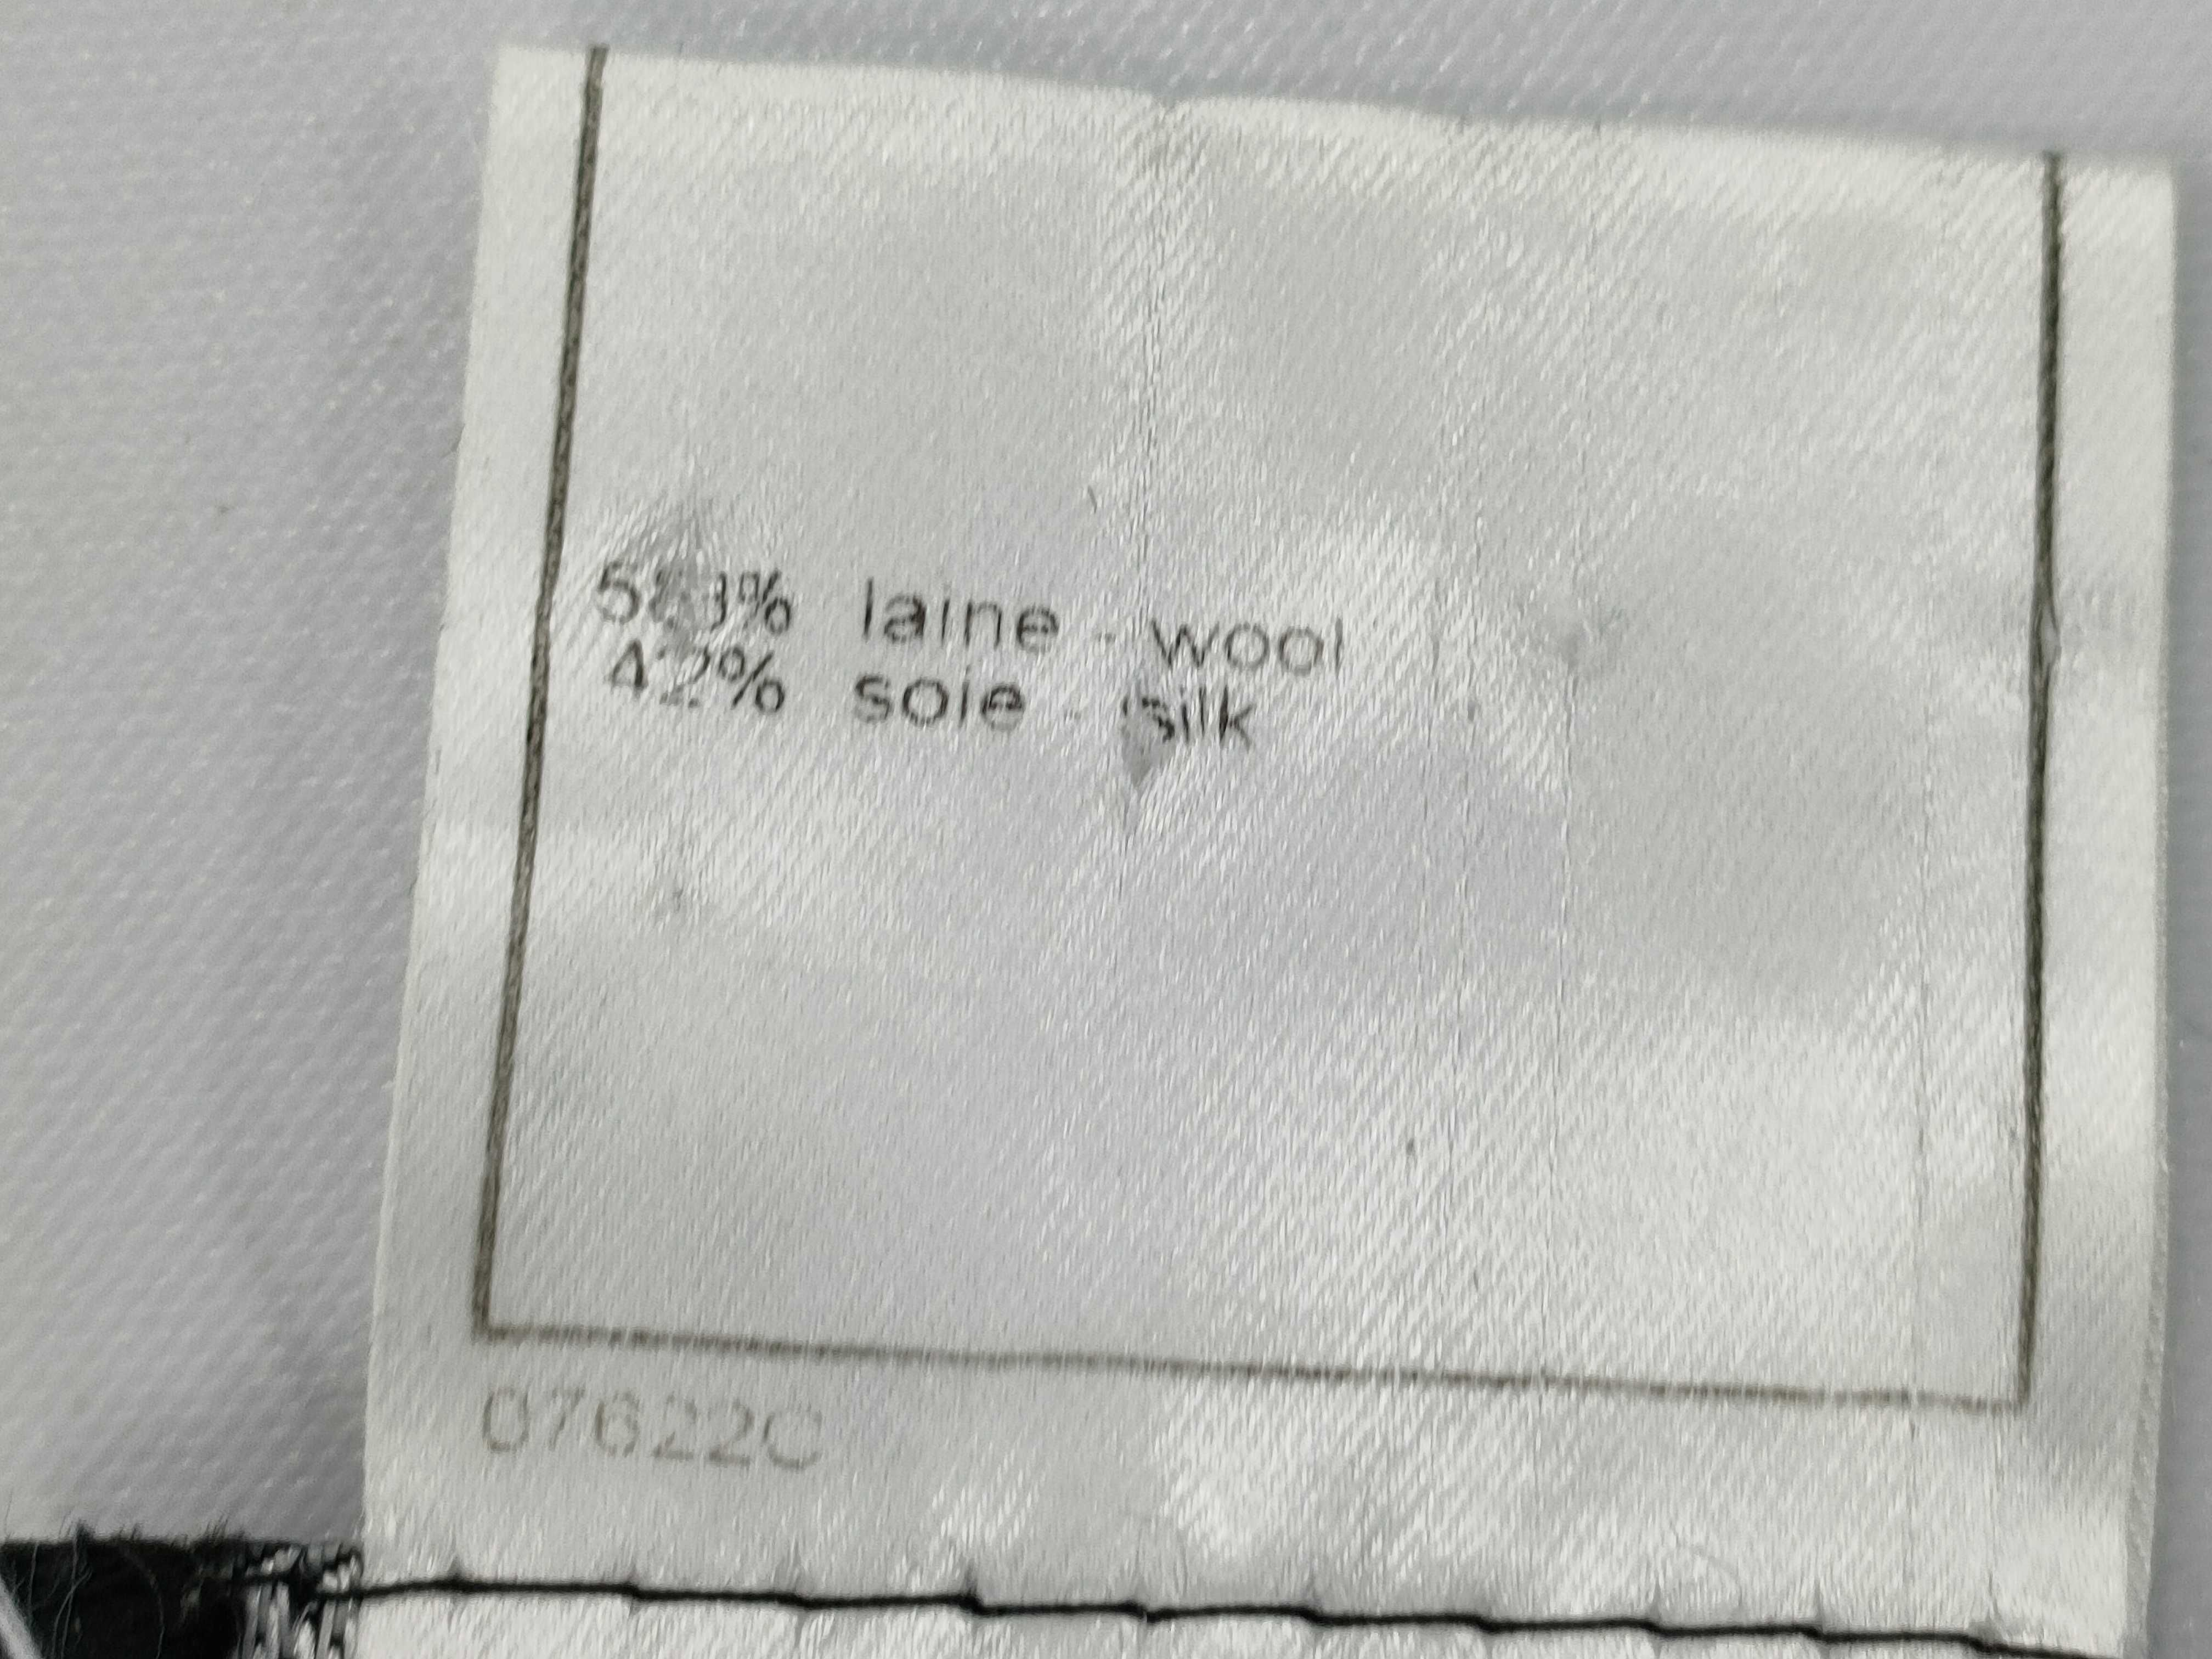 58% laine - wool
42% soie - silk
07622C